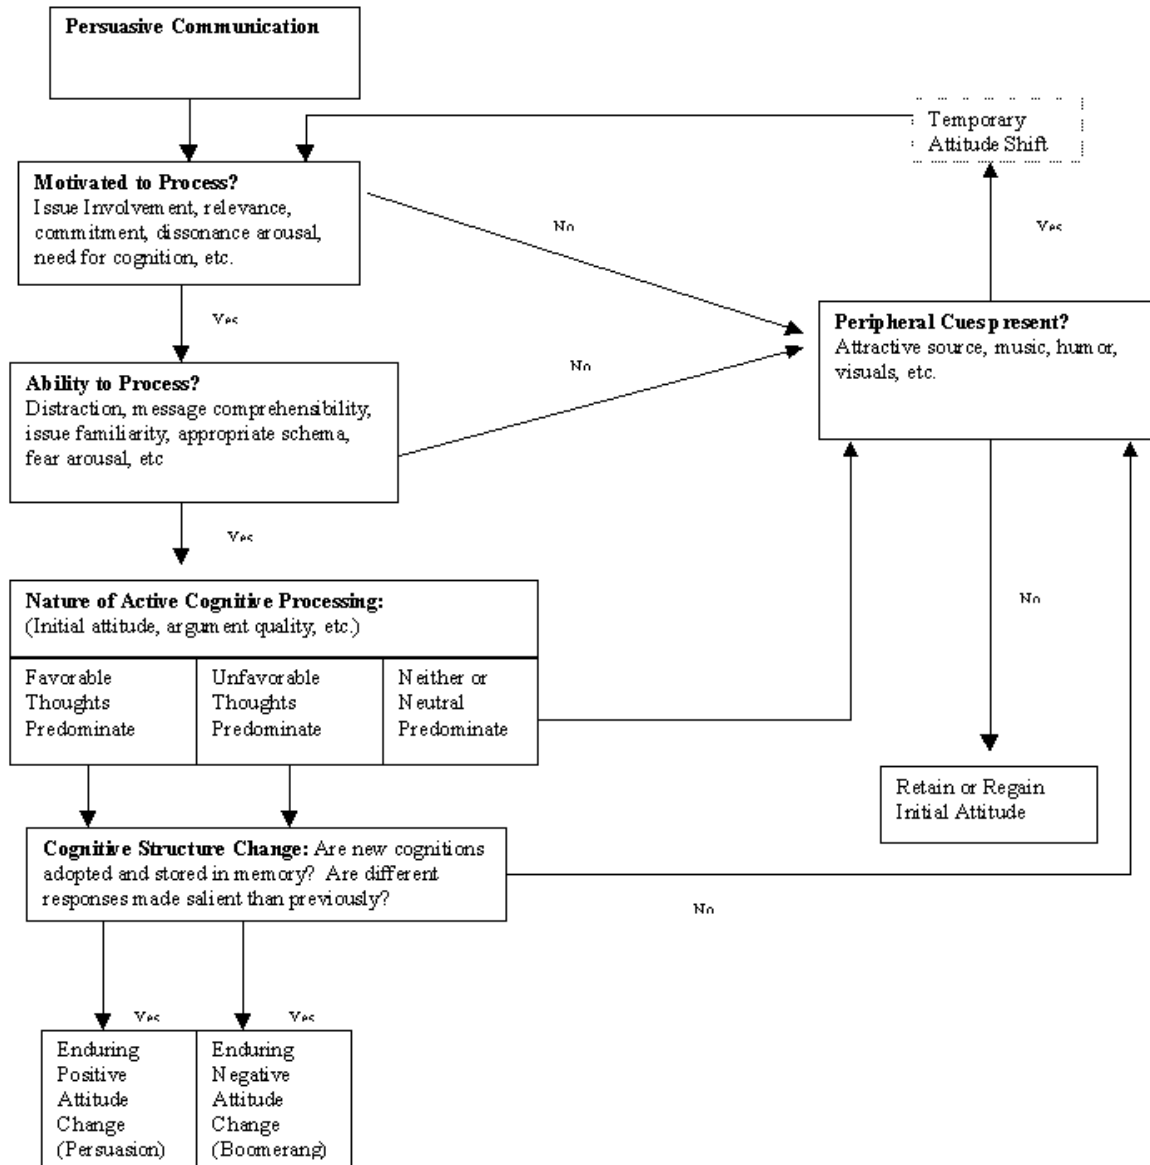 Persuasive Communication
Temporary
Attitude Shift
Motivated to Process?
Issue Involvement, relevance,
commitment, dissonance arousal,
need for cognition, etc.
No
Yes
Yes
Peripheral Cues present?
Attractive source, music, humor,
visuals, etc.
No
Ability to Process?
Distraction, message comprehensibility,
issue familiarity, appropriate schema,
fear arousal, etc
Yes
Nature of Active Cognitive Processing:
(Initial attitude, argument quality, etc.)
No
Favorable
Thoughts
Predominate
Unfavorable
Thoughts
Predominate
Neither or
Neutral
Predominate
Retain or Regain
Initial Attitude
Cognitive Structure Change: Are new cognitions
adopted and stored in memory? Are different
responses made salient than previously?
No
Yes
Yes
Enduring
Positive
Attitude
Change
(Persuasion)
Enduring
Negative
Attitude
Change
(Boomerang)